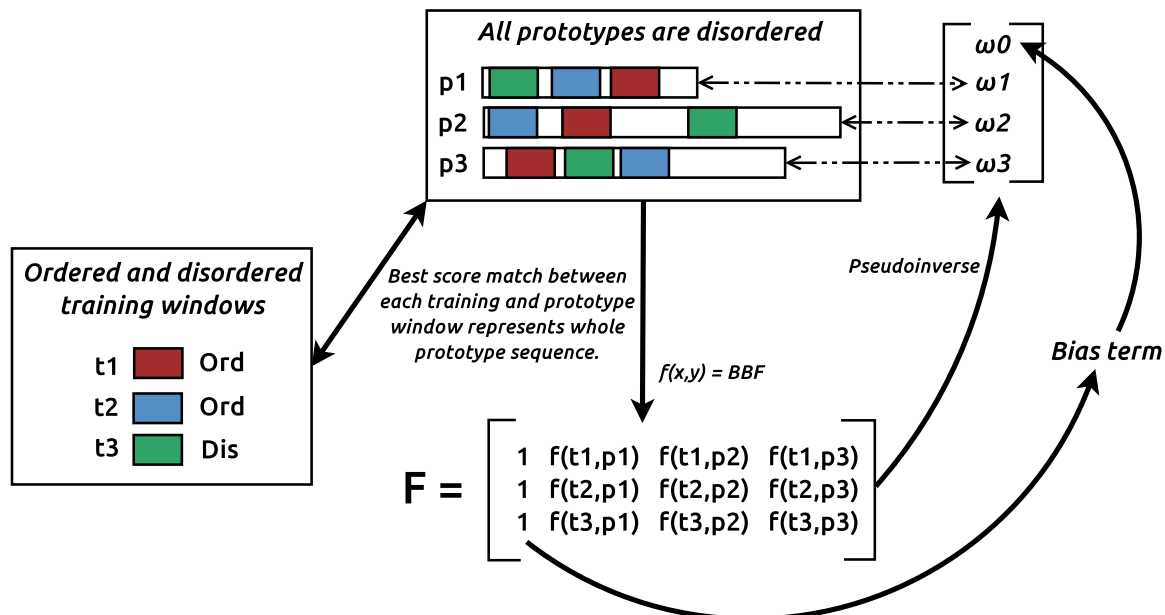 All prototypes are disordered
p1
p2
p3
ω0
ω1
ω2
ω3
Ordered and disordered
training windows
t1 Ord
t2 Ord
t3 Dis
Best score match between
each training and prototype
window represents whole
prototype sequence.
f(x,y) = BBF
Pseudoinverse
Bias term
F =
1 f(t1,p1) f(t1,p2) f(t1,p3)
1 f(t2,p1) f(t2,p2) f(t2,p3)
1 f(t3,p1) f(t3,p2) f(t3,p3)